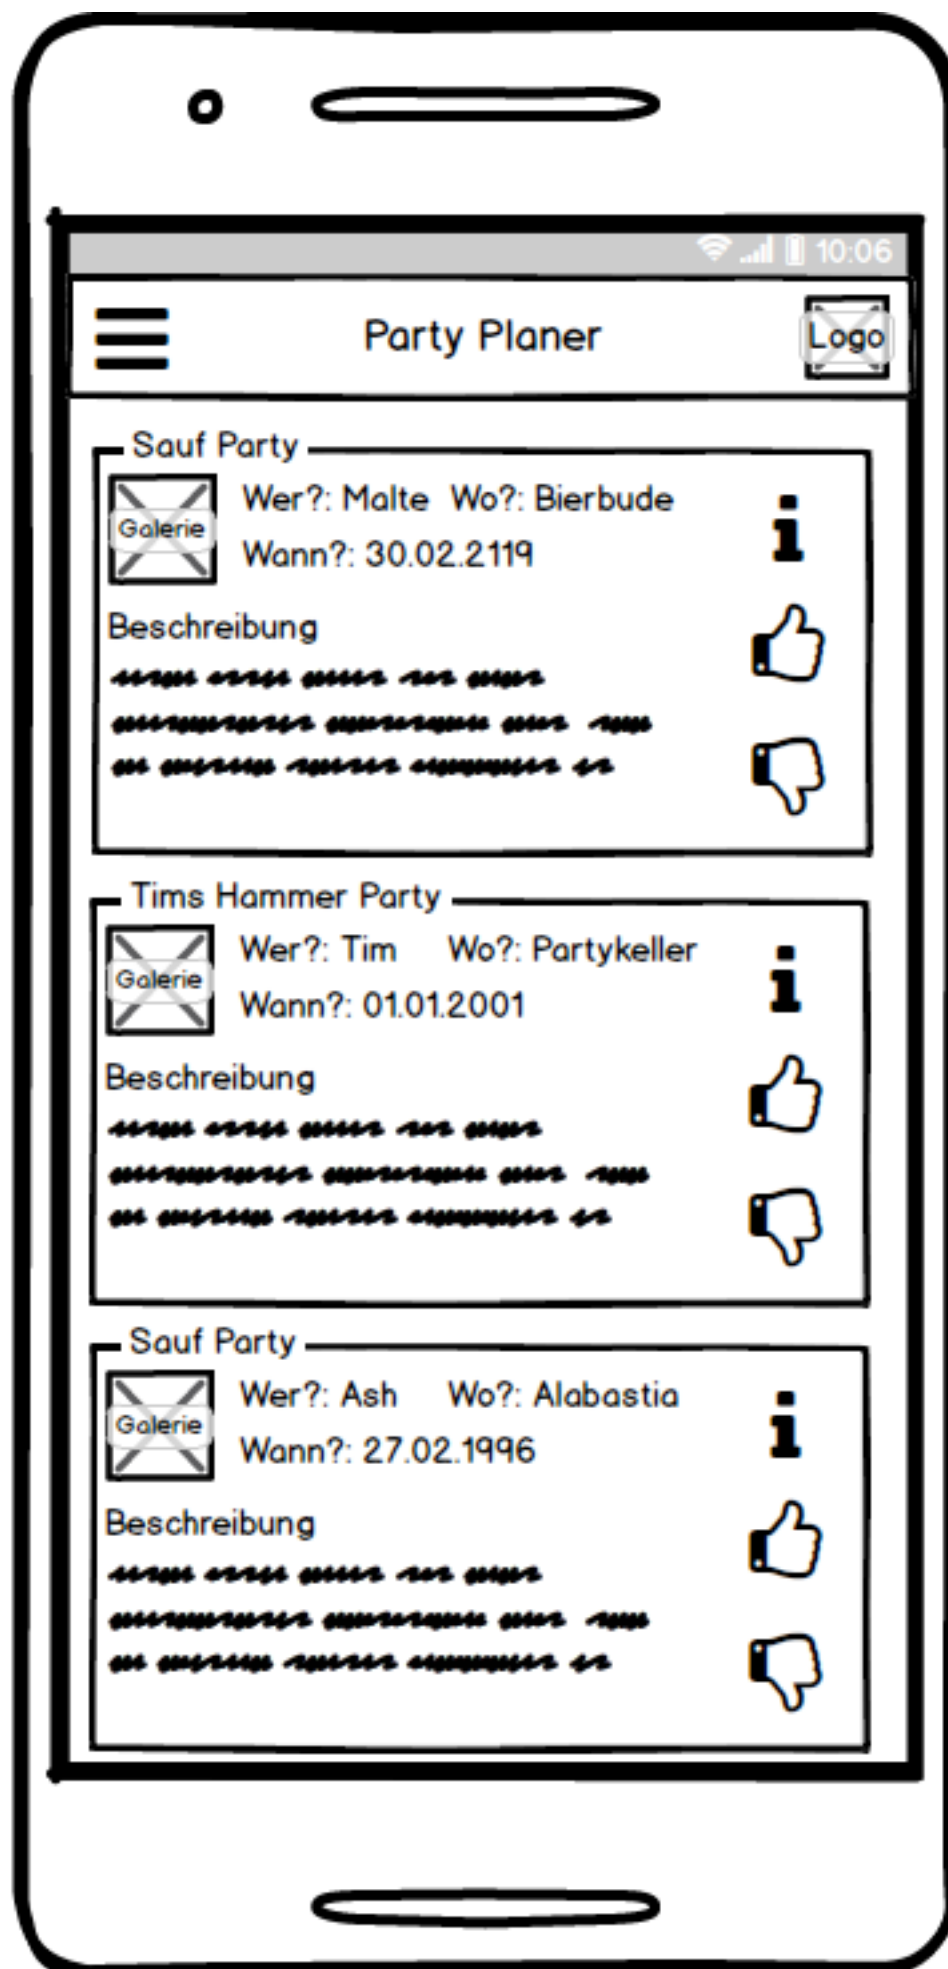 10:06
Party Planer
Logo
Sauf Party
Galerie
Wer?: Malte Wo?: Bierbude
Wann?: 30.02.2119
Beschreibung
Tims Hammer Party
Galerie
Wer?: Tim Wo?: Partykeller
Wann?: 01.01.2001
Beschreibung
Sauf Party
Galerie
Wer?: Ash Wo?: Alabastia
Wann?: 27.02.1996
Beschreibung